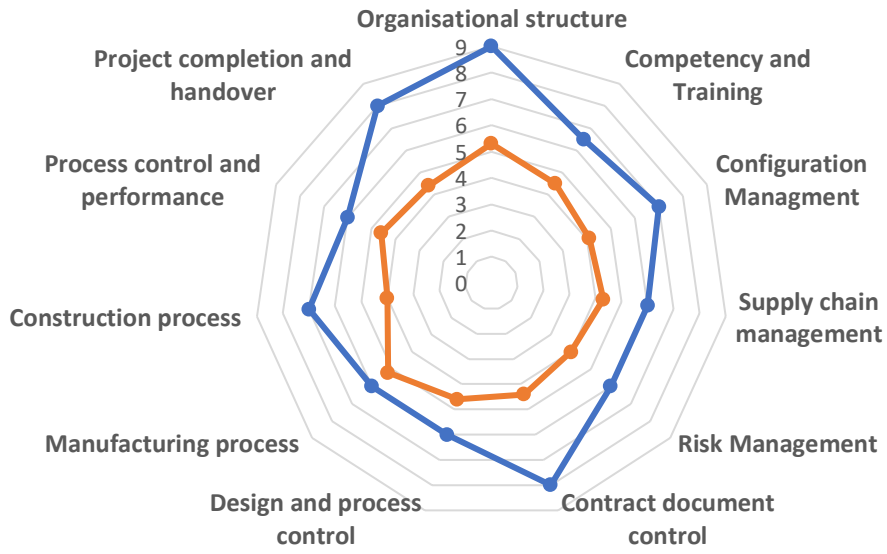 Organisational structure
Competency and
Training
Configuration
Managment
Supply chain
management
Risk Management
Contract document
control
Design and process
control
Manufacturing process
Construction process
Process control and
performance
Project completion and
handover
9
8
7
6
5
4
3
2
1
0